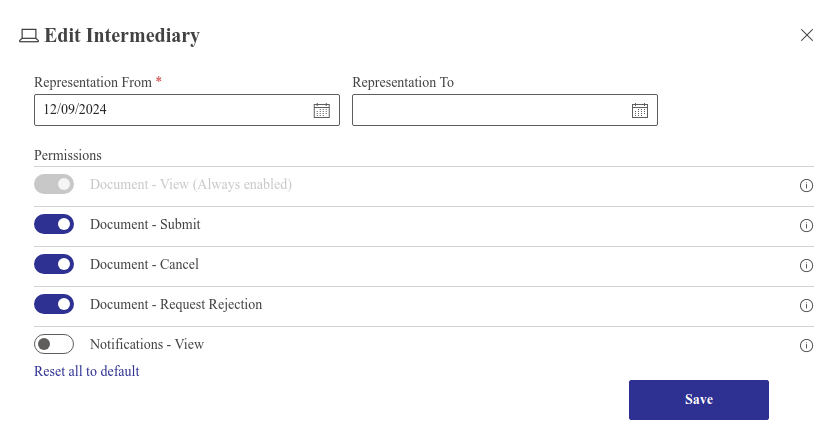 Edit Intermediary
Representation From * Representation To
12/09/2024
Permissions
Document - View (Always enabled)
Document - Submit
Document - Cancel
Document - Request Rejection
Notifications - View
Reset all to default
Save